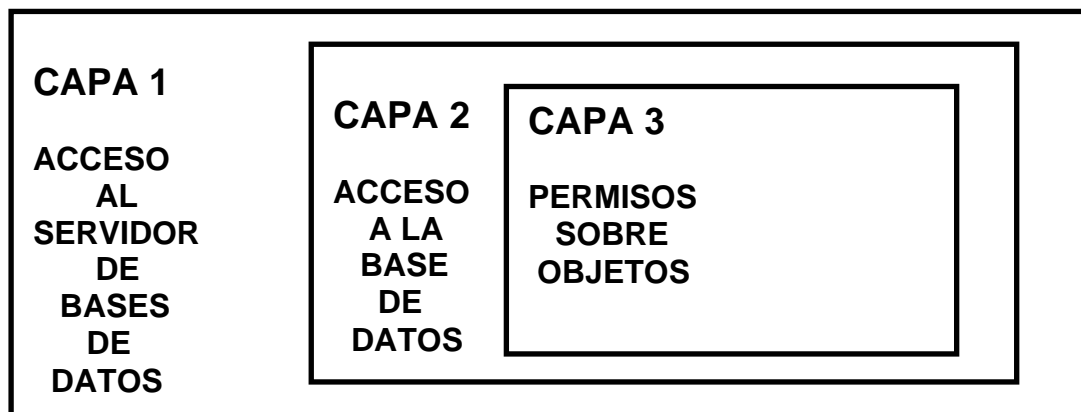 CAPA 1
ACCESO
AL
SERVIDOR
DE
BASES
DE
DATOS
CAPA 2
ACCESO
A LA
BASE
DE
DATOS
CAPA 3
PERMISOS
SOBRE
OBJETOS